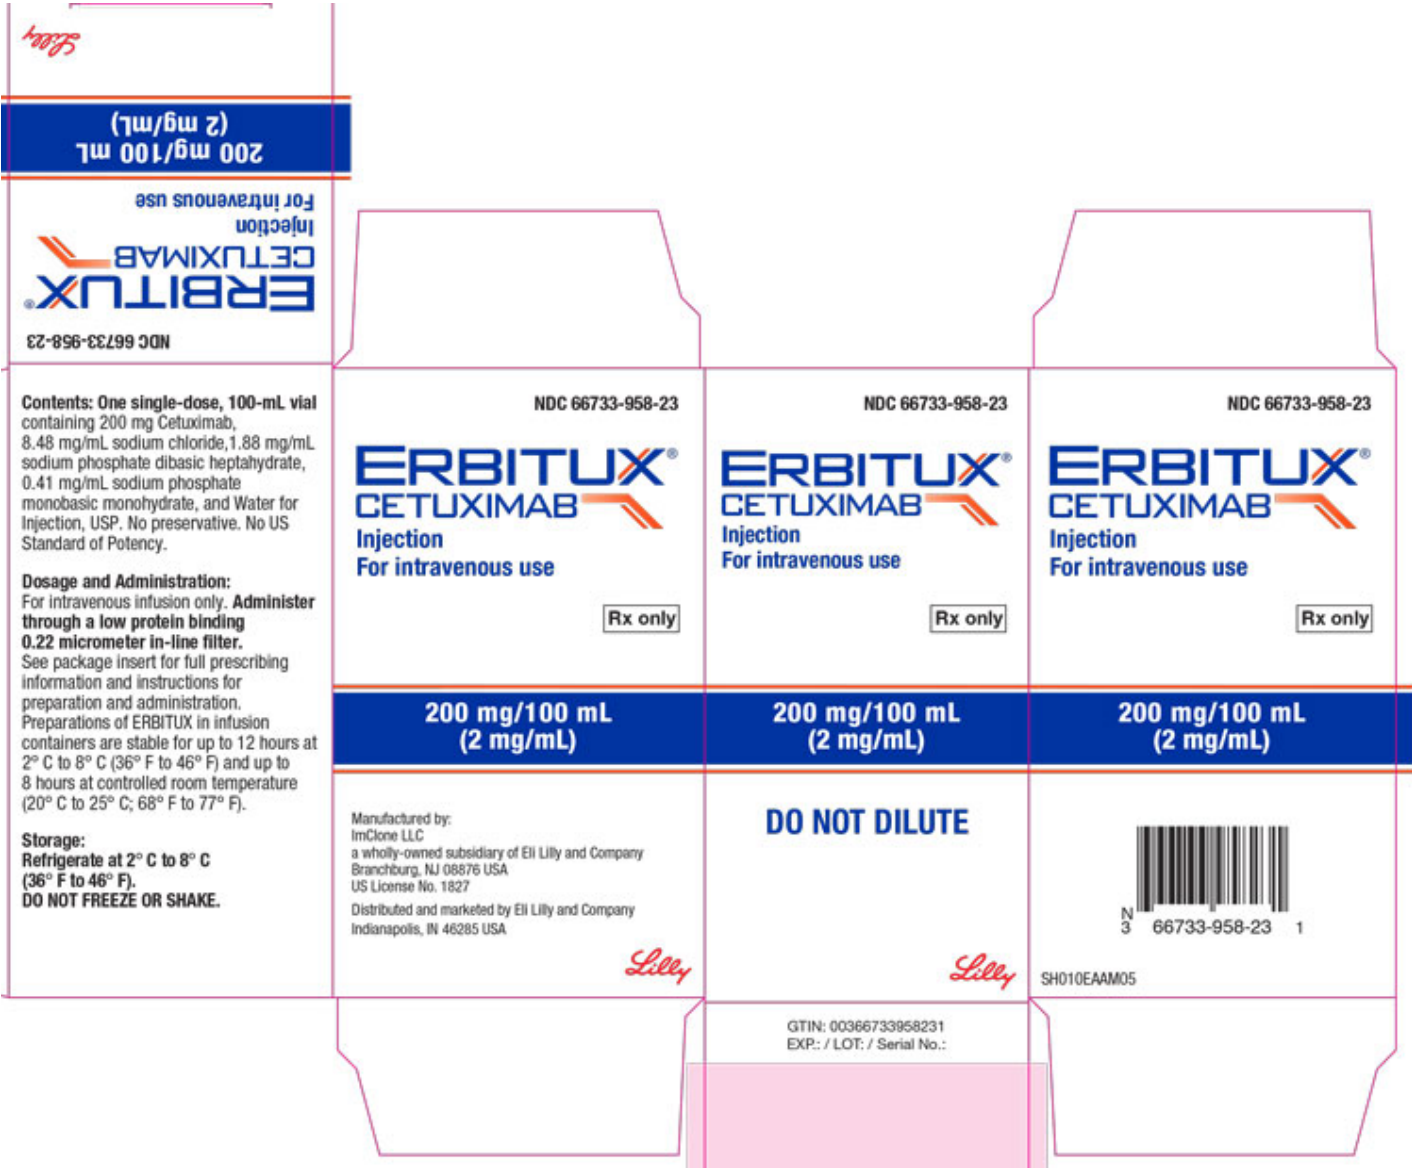 Lilly
200 mg/100 mL
(2 mg/mL)
For intravenous use
Injection
CETUXIMAB
ERBITUX®
NDC 66733-958-23
Contents: One single-dose, 100-mL vial
containing 200 mg Cetuximab,
8.48 mg/mL sodium chloride,1.88 mg/mL
sodium phosphate dibasic heptahydrate,
0.41 mg/mL sodium phosphate
monobasic monohydrate, and Water for
Injection, USP. No preservative. No US
Standard of Potency.
Dosage and Administration:
For intravenous infusion only. Administer
through a low protein binding
0.22 micrometer in-line filter.
See package insert for full prescribing
information and instructions for
preparation and administration.
Preparations of ERBITUX in infusion
containers are stable for up to 12 hours at
2° C to 8° C (36° F to 46° F) and up to
8 hours at controlled room temperature
(20° C to 25° C; 68° F to 77° F).
Storage:
Refrigerate at 2° C to 8° C
(36° F to 46° F).
DO NOT FREEZE OR SHAKE.
NDC 66733-958-23
ERBITUX®
CETUXIMAB
Injection
For intravenous use
Rx only
200 mg/100 mL
(2 mg/mL)
Manufactured by:
ImClone LLC
a wholly-owned subsidiary of Eli Lilly and Company
Branchburg, NJ 08876 USA
US License No. 1827
Distributed and marketed by Eli Lilly and Company
Indianapolis, IN 46285 USA
Lilly
NDC 66733-958-23
ERBITUX®
CETUXIMAB
Injection
For intravenous use
Rx only
200 mg/100 mL
(2 mg/mL)
DO NOT DILUTE
Lilly
GTIN: 00366733958231
EXP.: / LOT: / Serial No.:
NDC 66733-958-23
ERBITUX®
CETUXIMAB
Injection
For intravenous use
Rx only
200 mg/100 mL
(2 mg/mL)
N
3 66733-958-23 1
SH010EAAM05